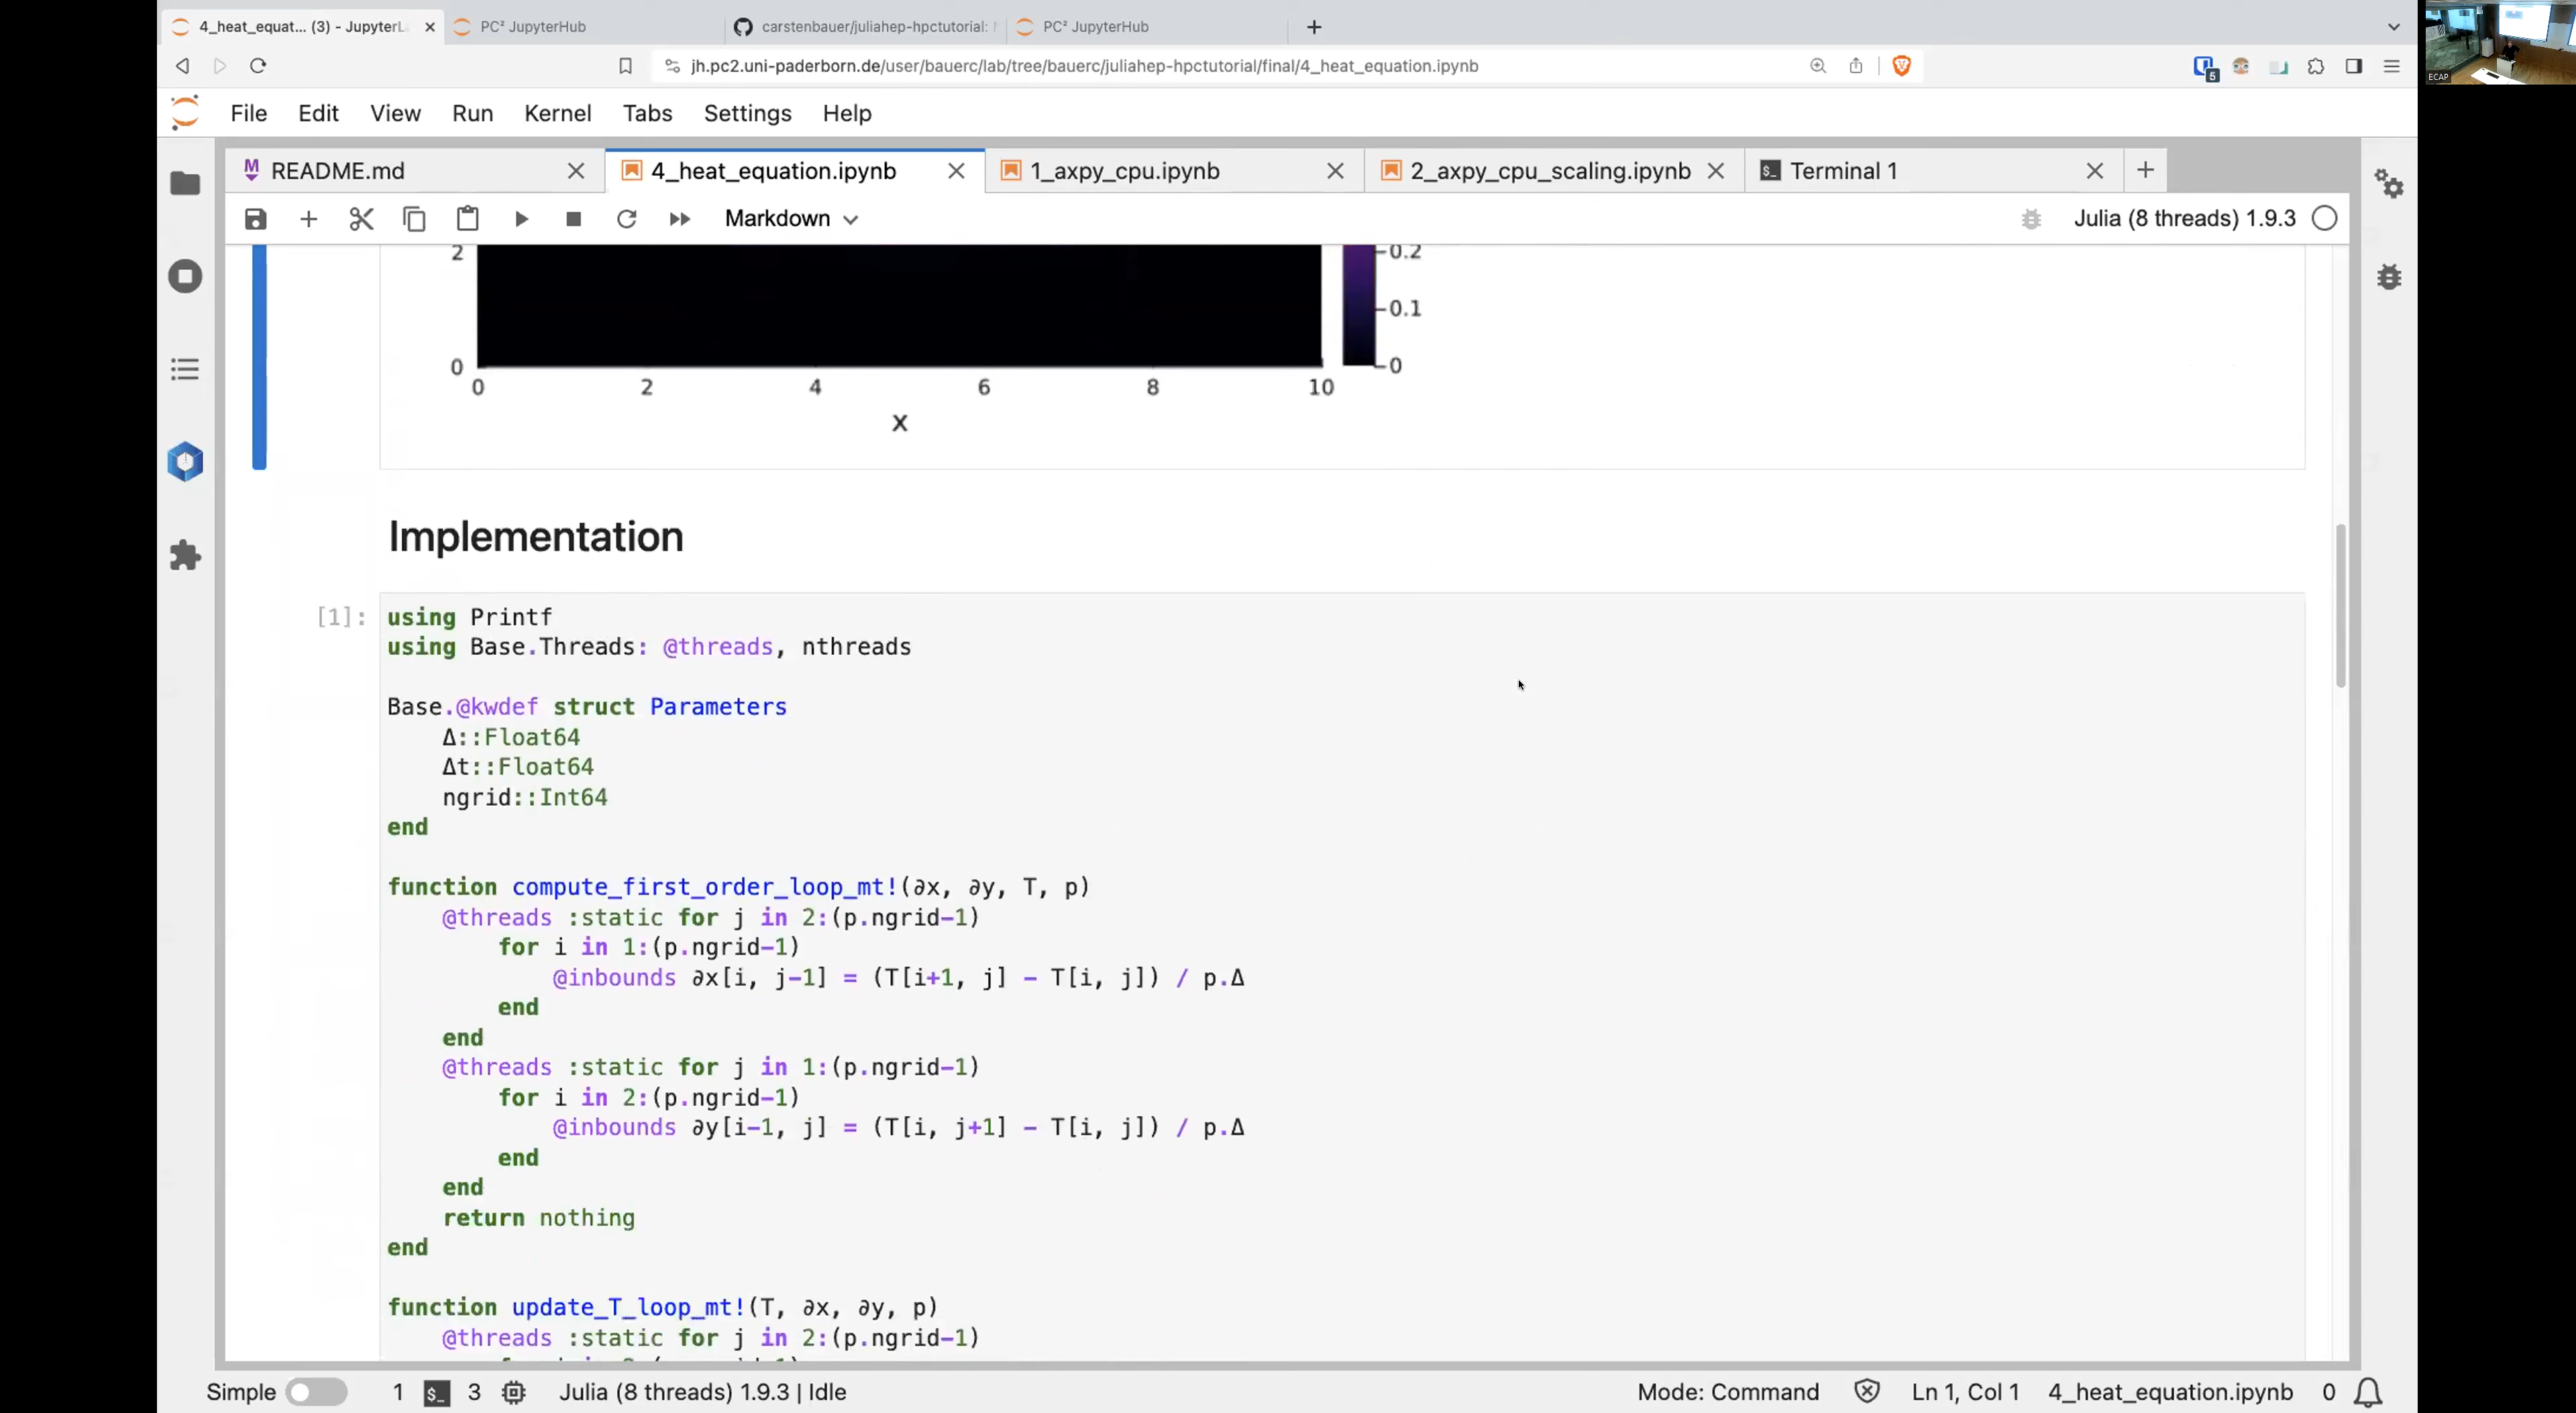 4_heat_equat... (3) - JupyterL
PC² JupyterHub
carstenbauer/juliahep-hpctutorial:
PC² JupyterHub
jh.pc2.uni-paderborn.de/user/bauerc/lab/tree/bauerc/juliahep-hpctutorial/final/4_heat_equation.ipynb
5
ECAP
File Edit View Run Kernel Tabs Settings Help
README.md
4_heat_equation.ipynb
1_axpy_cpu.ipynb
2_axpy_cpu_scaling.ipynb
Terminal 1
Markdown
Julia (8 threads) 1.9.3
2
0.2
0.1
0
0
0 2 4 6 8 10
x
Implementation
[1]:
using Printf
using Base.Threads: @threads, nthreads
Base.@kwdef struct Parameters
Δ::Float64
Δt::Float64
ngrid::Int64
end
function compute_first_order_loop_mt!(∂x, ∂y, T, p)
@threads :static for j in 2:(p.ngrid-1)
for i in 1:(p.ngrid-1)
@inbounds ∂x[i, j-1] = (T[i+1, j] - T[i, j]) / p.Δ
end
end
@threads :static for j in 1:(p.ngrid-1)
for i in 2:(p.ngrid-1)
@inbounds ∂y[i-1, j] = (T[i, j+1] - T[i, j]) / p.Δ
end
end
return nothing
end
function update_T_loop_mt!(T, ∂x, ∂y, p)
@threads :static for j in 2:(p.ngrid-1)
Simple
1
3
Julia (8 threads) 1.9.3 | Idle
Mode: Command
Ln 1, Col 1
4_heat_equation.ipynb
0